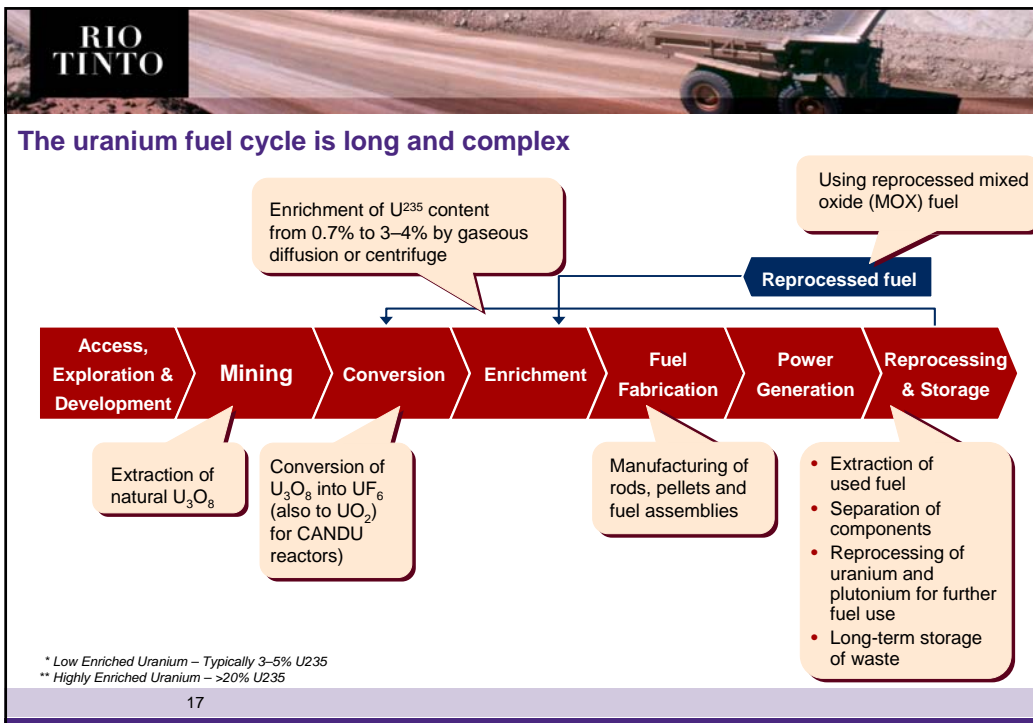 RIO
TINTO
The uranium fuel cycle is long and complex
Using reprocessed mixed
oxide (MOX) fuel
Enrichment of U²³⁵ content
from 0.7% to 3–4% by gaseous
diffusion or centrifuge
Reprocessed fuel
Access,
Exploration &
Development
Mining
Conversion
Enrichment
Fuel
Fabrication
Power
Generation
Reprocessing
& Storage
Extraction of
natural U₃O₈
Conversion of
U₃O₈ into UF₆
(also to UO₂)
for CANDU
reactors)
Manufacturing of
rods, pellets and
fuel assemblies
• Extraction of
used fuel
• Separation of
components
• Reprocessing of
uranium and
plutonium for further
fuel use
• Long-term storage
of waste
* Low Enriched Uranium – Typically 3–5% U235
** Highly Enriched Uranium – >20% U235
17